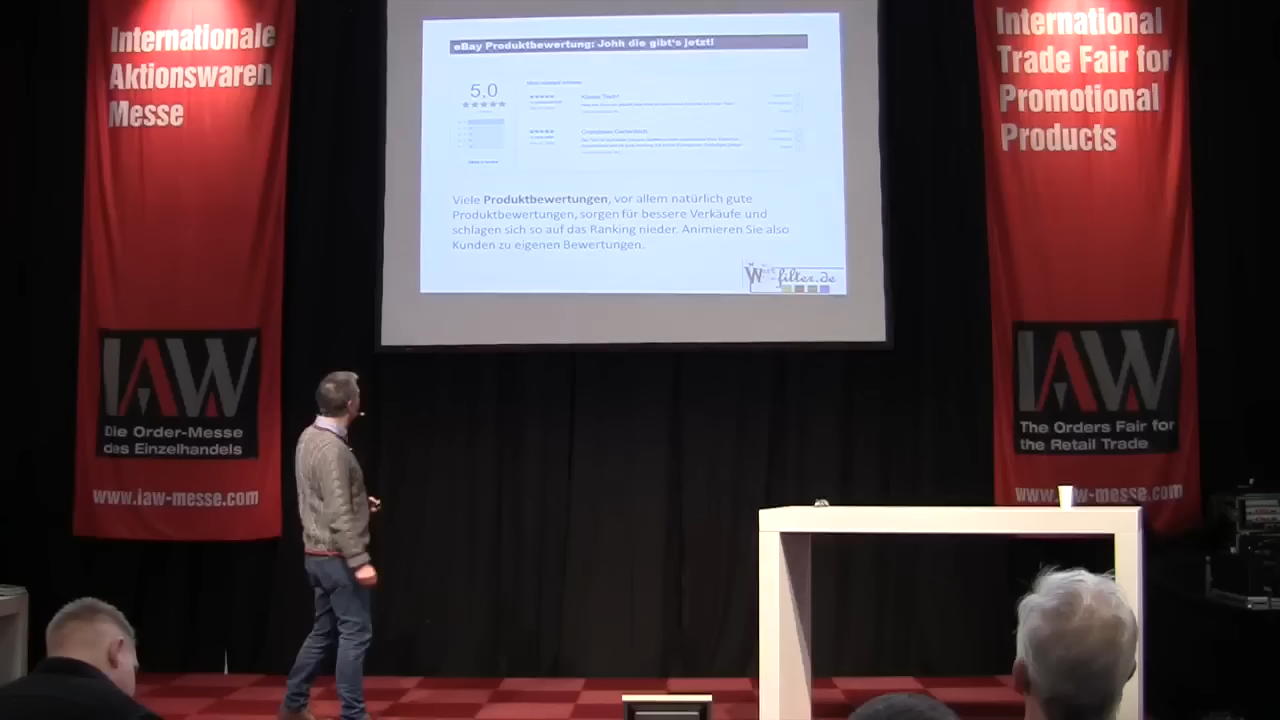 Internationale
Aktionswaren
Messe
IAW
Die Order-Messe
des Einzelhandels
www.iaw-messe.com
eBay Produktbewertung: Johh die gibt's jetzt!
5.0
Viele Produktbewertungen, vor allem natürlich gute
Produktbewertungen, sorgen für bessere Verkäufe und
schlagen sich so auf das Ranking nieder. Animieren Sie also
Kunden zu eigenen Bewertungen.
-filter.de
International
Trade Fair for
Promotional
Products
IAW
The Orders Fair for
the Retail Trade
www.iaw-messe.com